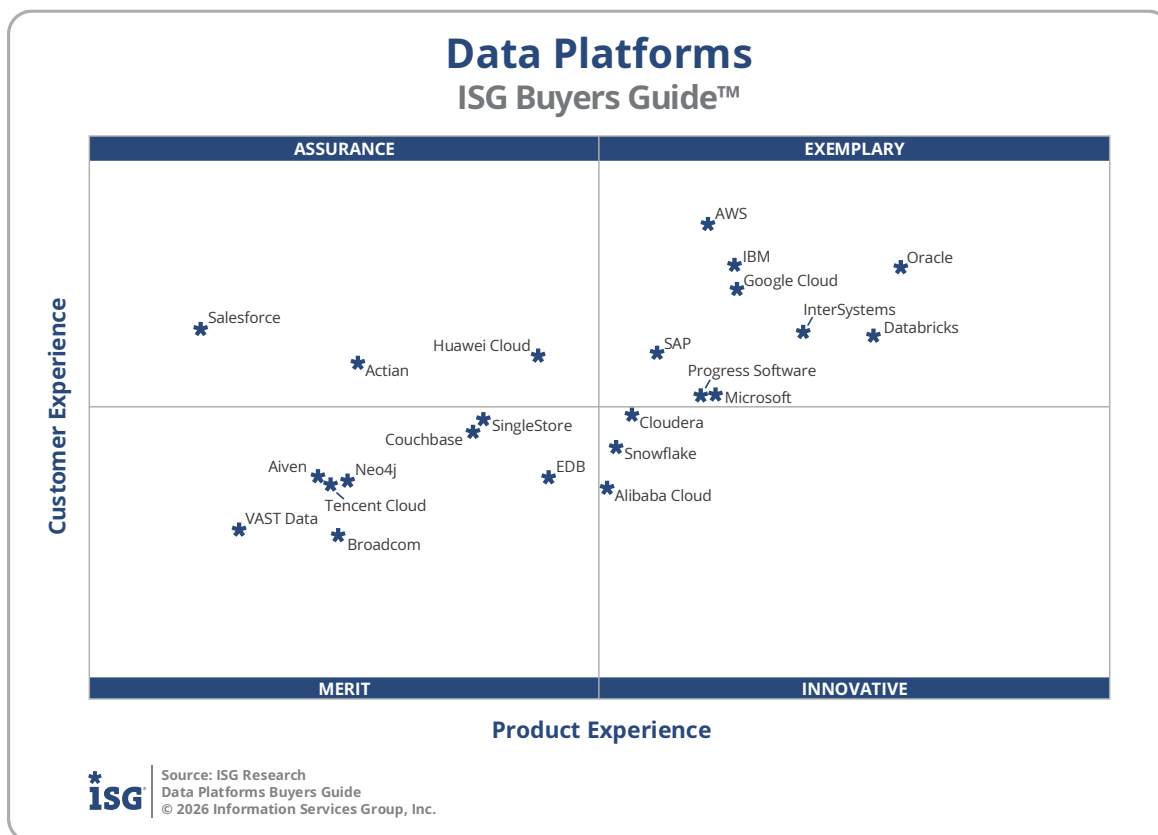 Data Platforms
ISG Buyers Guide™
ASSURANCE
EXEMPLARY
AWS
IBM
Oracle
Google Cloud
InterSystems
Salesforce
Databricks
Huawei Cloud
SAP
Actian
Progress Software
Microsoft
Customer Experience
SingleStore
Cloudera
Couchbase
Snowflake
Aiven
Neo4j
EDB
Alibaba Cloud
Tencent Cloud
VAST Data
Broadcom
MERIT
INNOVATIVE
Product Experience
ISG
Source: ISG Research
Data Platforms Buyers Guide
© 2026 Information Services Group, Inc.